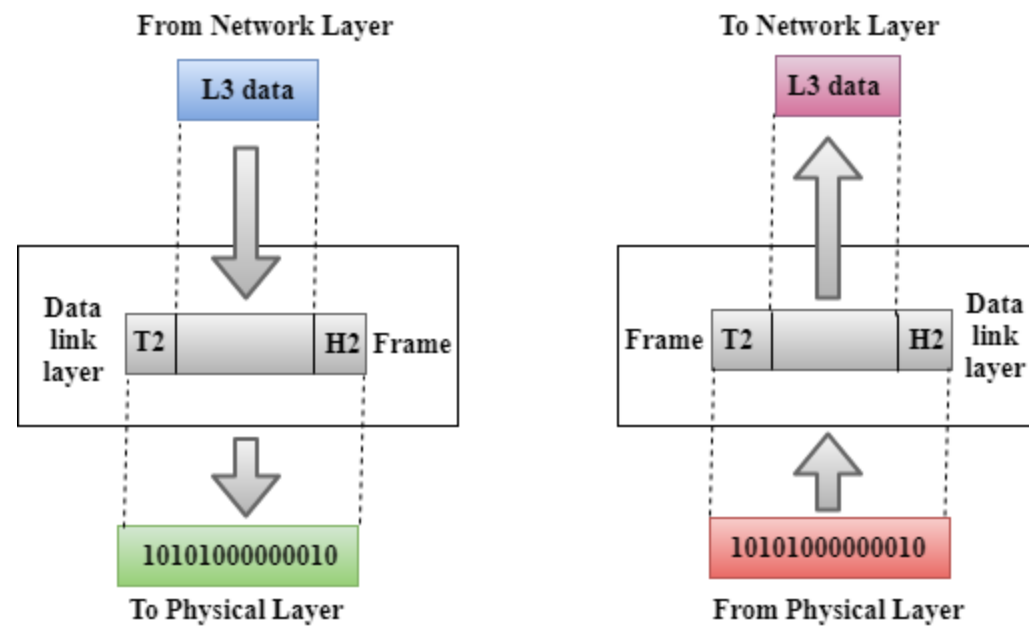 From Network Layer
L3 data
Data
link
layer
T2
H2
Frame
10101000000010
To Physical Layer
To Network Layer
L3 data
Frame
T2
H2
Data
link
layer
10101000000010
From Physical Layer